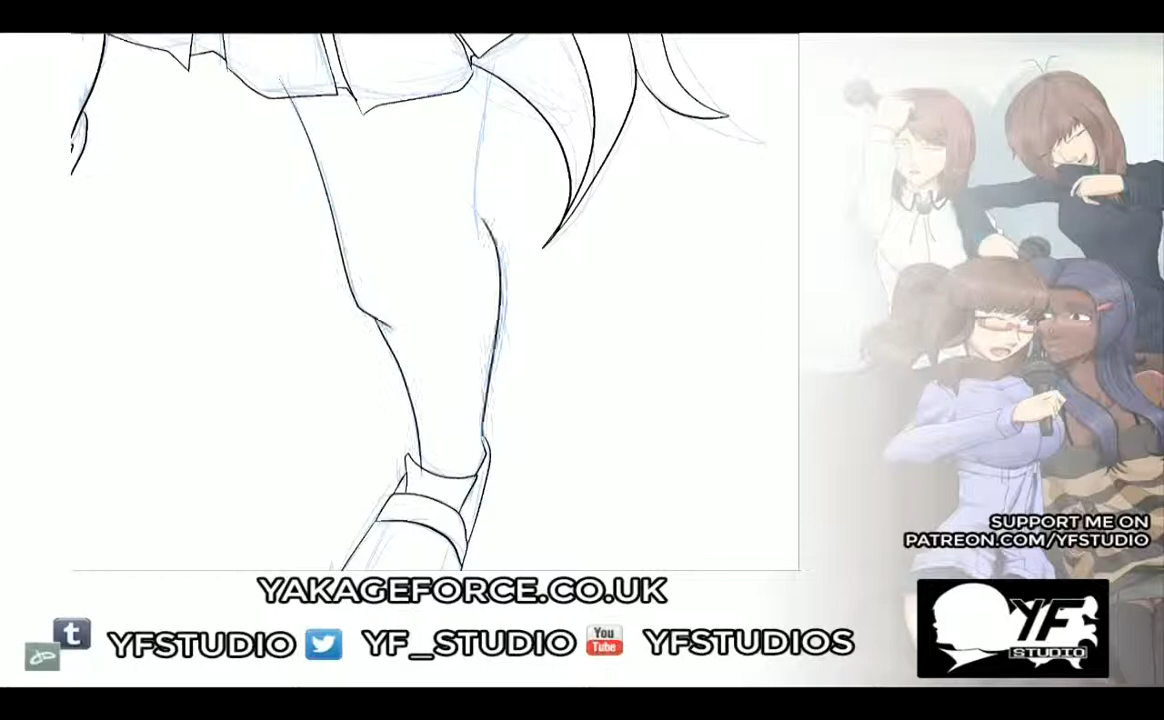 SUPPORT ME ON
PATREON.COM/YFSTUDIO
YAKAGEFORCE.CO.UK
t YFSTUDIO YF_STUDIO You Tube YFSTUDIOS
YF
STUDIO